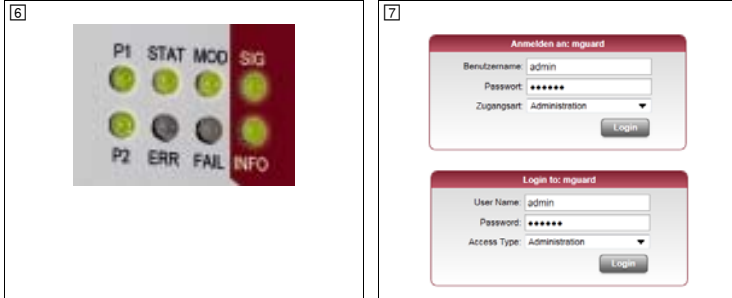 6
P1 STAT MOD SIG
P2 ERR FAIL INFO
7
Anmelden an: mguard
Benutzername: admin
Passwort: ●●●●●●
Zugangsart: Administration
Login
Login to: mguard
User Name: admin
Password: ●●●●●●
Access Type: Administration
Login